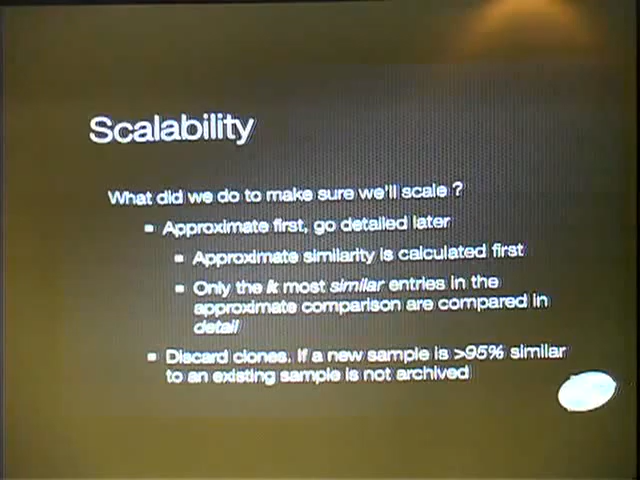 Scalability
What did we do to make sure we'll scale ?
Approximate first, go detailed later
Approximate similarity is calculated first
Only the k most similar entries in the
approximate comparison are compared in
detail
Discard clones. If a new sample is >95% similar
to an existing sample is not archived